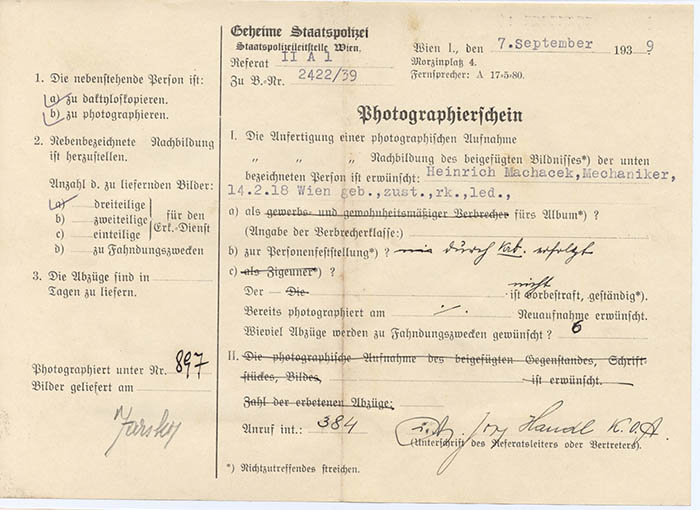 1. Die nebenstehende Person ist:
a) zu daktyloskopieren.
b) zu photographieren.
2. Nebenbezeichnete Nachbildung
ist herzustellen.
Anzahl d. zu liefernden Bilder:
a) dreiteilige
b) zweiteilige
c) einteilige
für den
Erk.-Dienst
d) zu Fahndungszwecken
3. Die Abzüge sind in
Tagen zu liefern.
Photographiert unter Nr. 897
Bilder geliefert am
Geheime Staatspolizei
Staatspolizeileitstelle Wien,
Referat II A 1
Zu B.-Nr. 2422/39
Wien I., den 7.September 1939
Morzinplatz 4.
Fernsprecher: A 17-5-80.
Photographierschein
I. Die Anfertigung einer photographischen Aufnahme
„ „ „ Nachbildung des beigefügten Bildnisses*) der unten
bezeichneten Person ist erwünscht: Heinrich Machacek, Mechaniker,
14.2.18 Wien geb.,zust.,rk.,led.,
a) als gewerbs- und gewohnheitsmäßiger Verbrecher fürs Album*) ?
(Angabe der Verbrecherklasse:)
b) zur Personenfeststellung*) ? durch Kab. erfolgt
c) als Zigeuner*) ?
nicht
Der – Die ist vorbestraft, geständig*).
Bereits photographiert am ./. Neuaufnahme erwünscht.
Wieviel Abzüge werden zu Fahndungszwecken gewünscht ? 6
II. Die photographische Aufnahme des beigefügten Gegenstandes, Schrift-
stückes, Bildes, ist erwünscht.
Zahl der erbetenen Abzüge:
Anruf int.: 384
Handl K.O.A.
(Unterschrift des Referatsleiters oder Vertreters).
*) Nichtzutreffendes streichen.